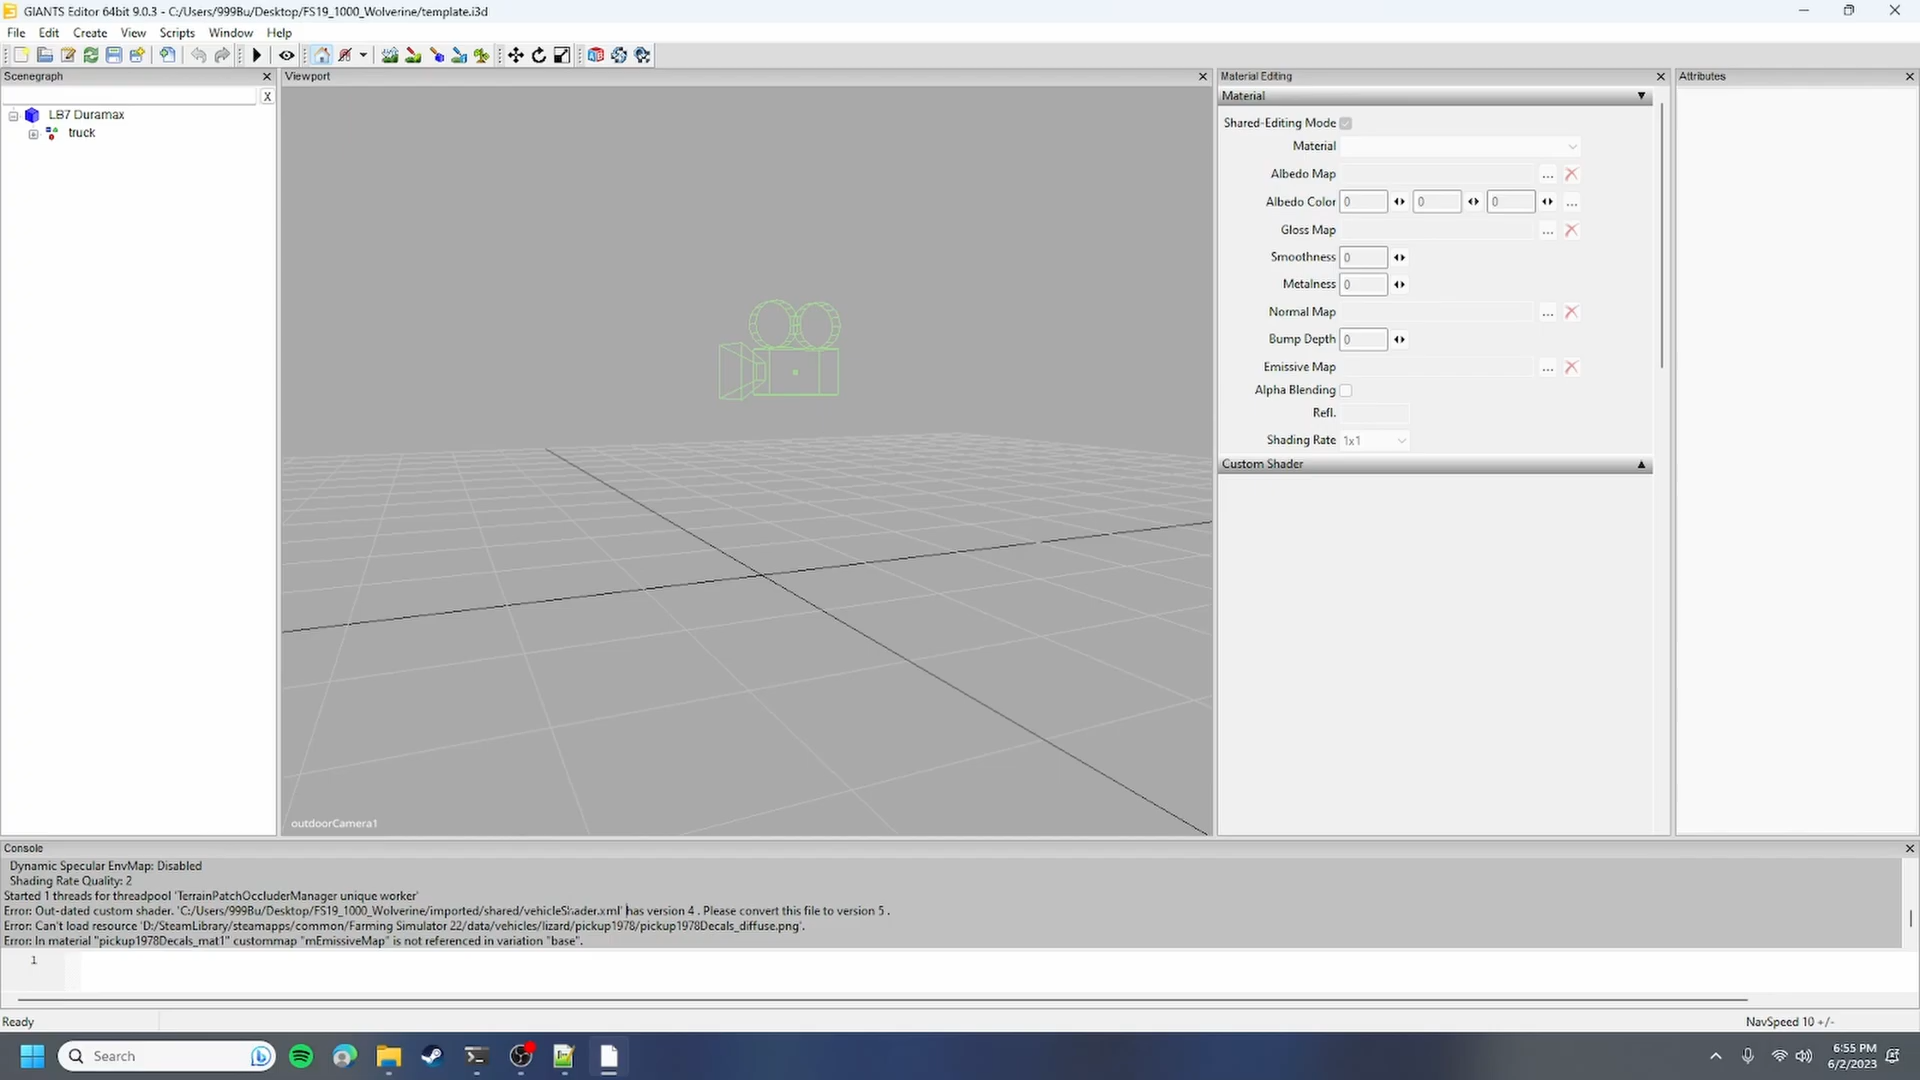 GIANTS Editor 64bit 9.0.3 - C:/Users/999Bu/Desktop/FS19_1000_Wolverine/template.i3d
File Edit Create View Scripts Window Help
Scenegraph
X
LB7 Duramax
truck
Viewport
outdoorCamera1
Material Editing
Material
Shared-Editing Mode
Material
Albedo Map ...
Albedo Color 0 0 0 ...
Gloss Map ...
Smoothness 0
Metalness 0
Normal Map ...
Bump Depth 0
Emissive Map ...
Alpha Blending
Refl.
Shading Rate 1x1
Custom Shader
Attributes
Console
Dynamic Specular EnvMap: Disabled
Shading Rate Quality: 2
Started 1 threads for threadpool 'TerrainPatchOccluderManager unique worker'
Error: Out-dated custom shader. 'C:/Users/999Bu/Desktop/FS19_1000_Wolverine/imported/shared/vehicleShader.xml' has version 4 . Please convert this file to version 5 .
Error: Can't load resource 'D:/SteamLibrary/steamapps/common/Farming Simulator 22/data/vehicles/lizard/pickup1978/pickup1978Decals_diffuse.png'.
Error: In material "pickup1978Decals_mat1" custommap "mEmissiveMap" is not referenced in variation "base".
1
Ready
NavSpeed 10 +/-
Search
6:55 PM
6/2/2023